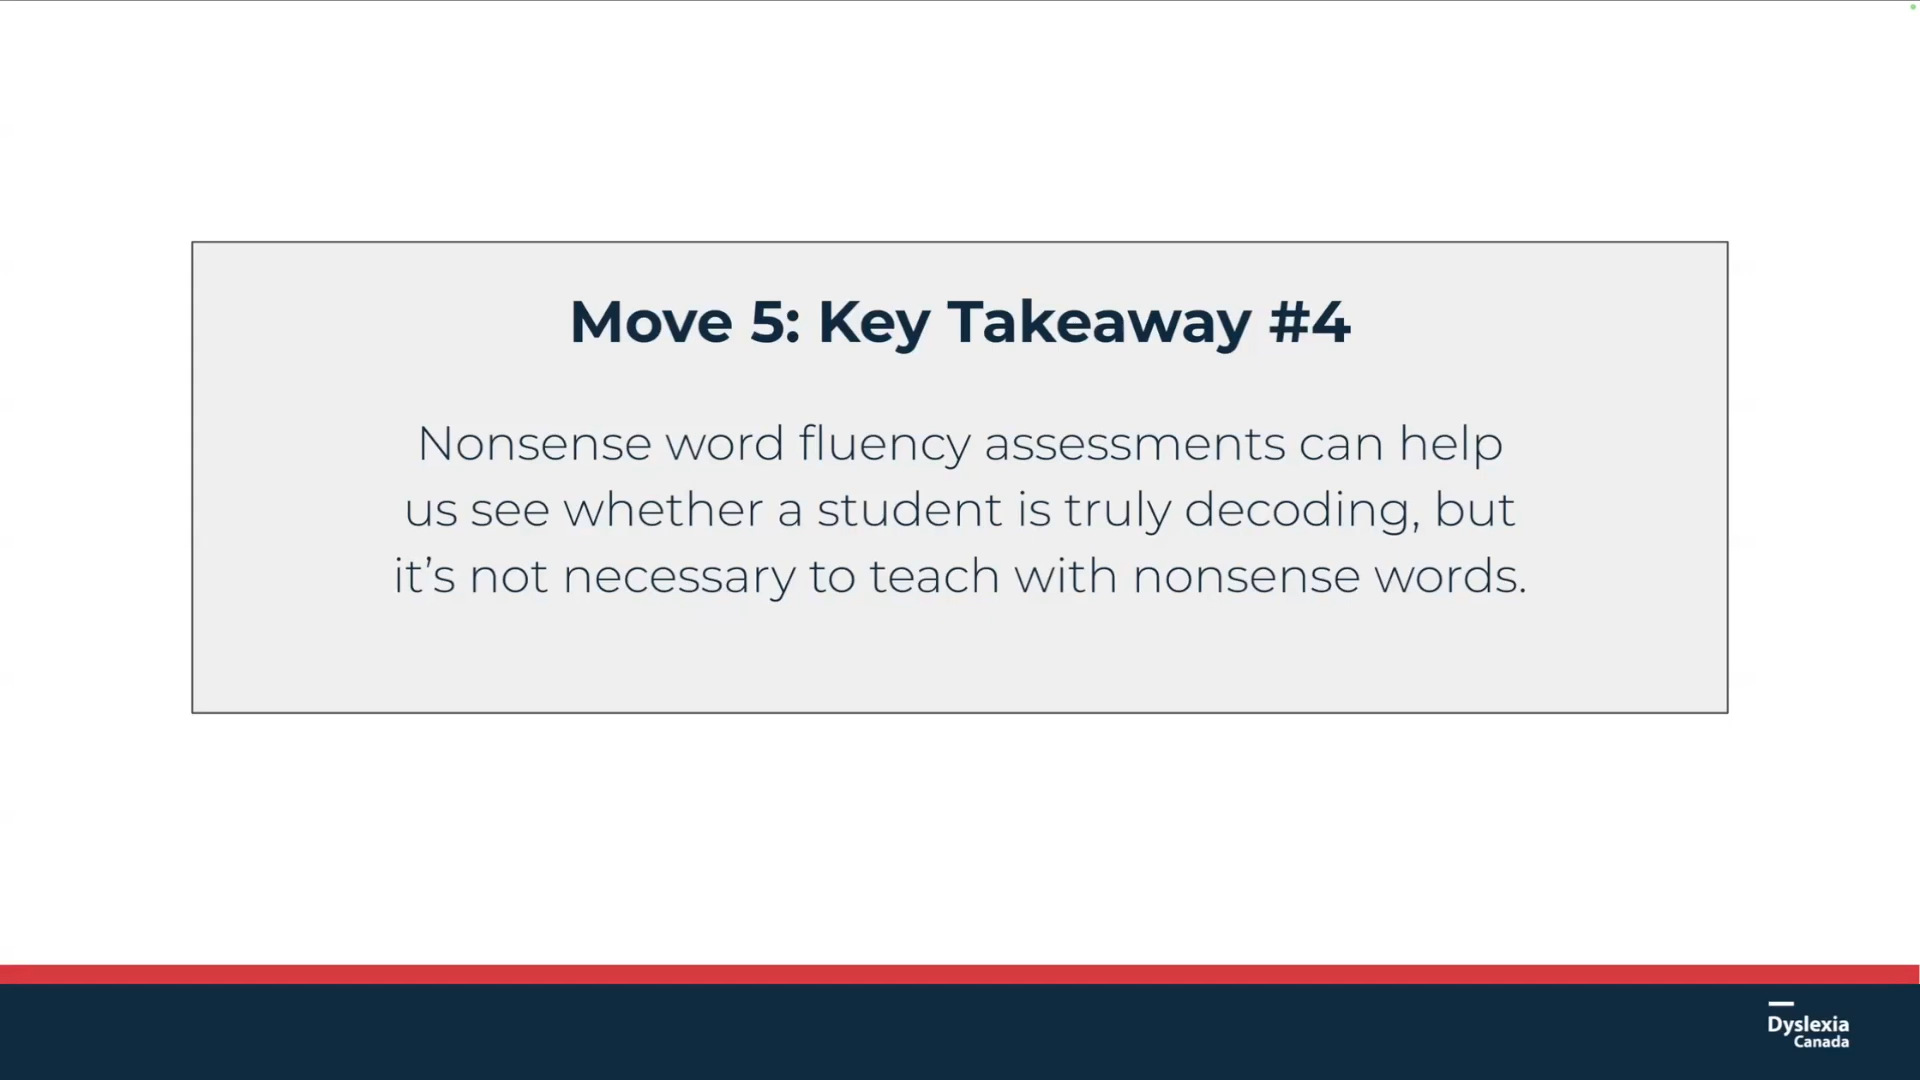 Move 5: Key Takeaway #4
Nonsense word fluency assessments can help
us see whether a student is truly decoding, but
it’s not necessary to teach with nonsense words.
Dyslexia
Canada